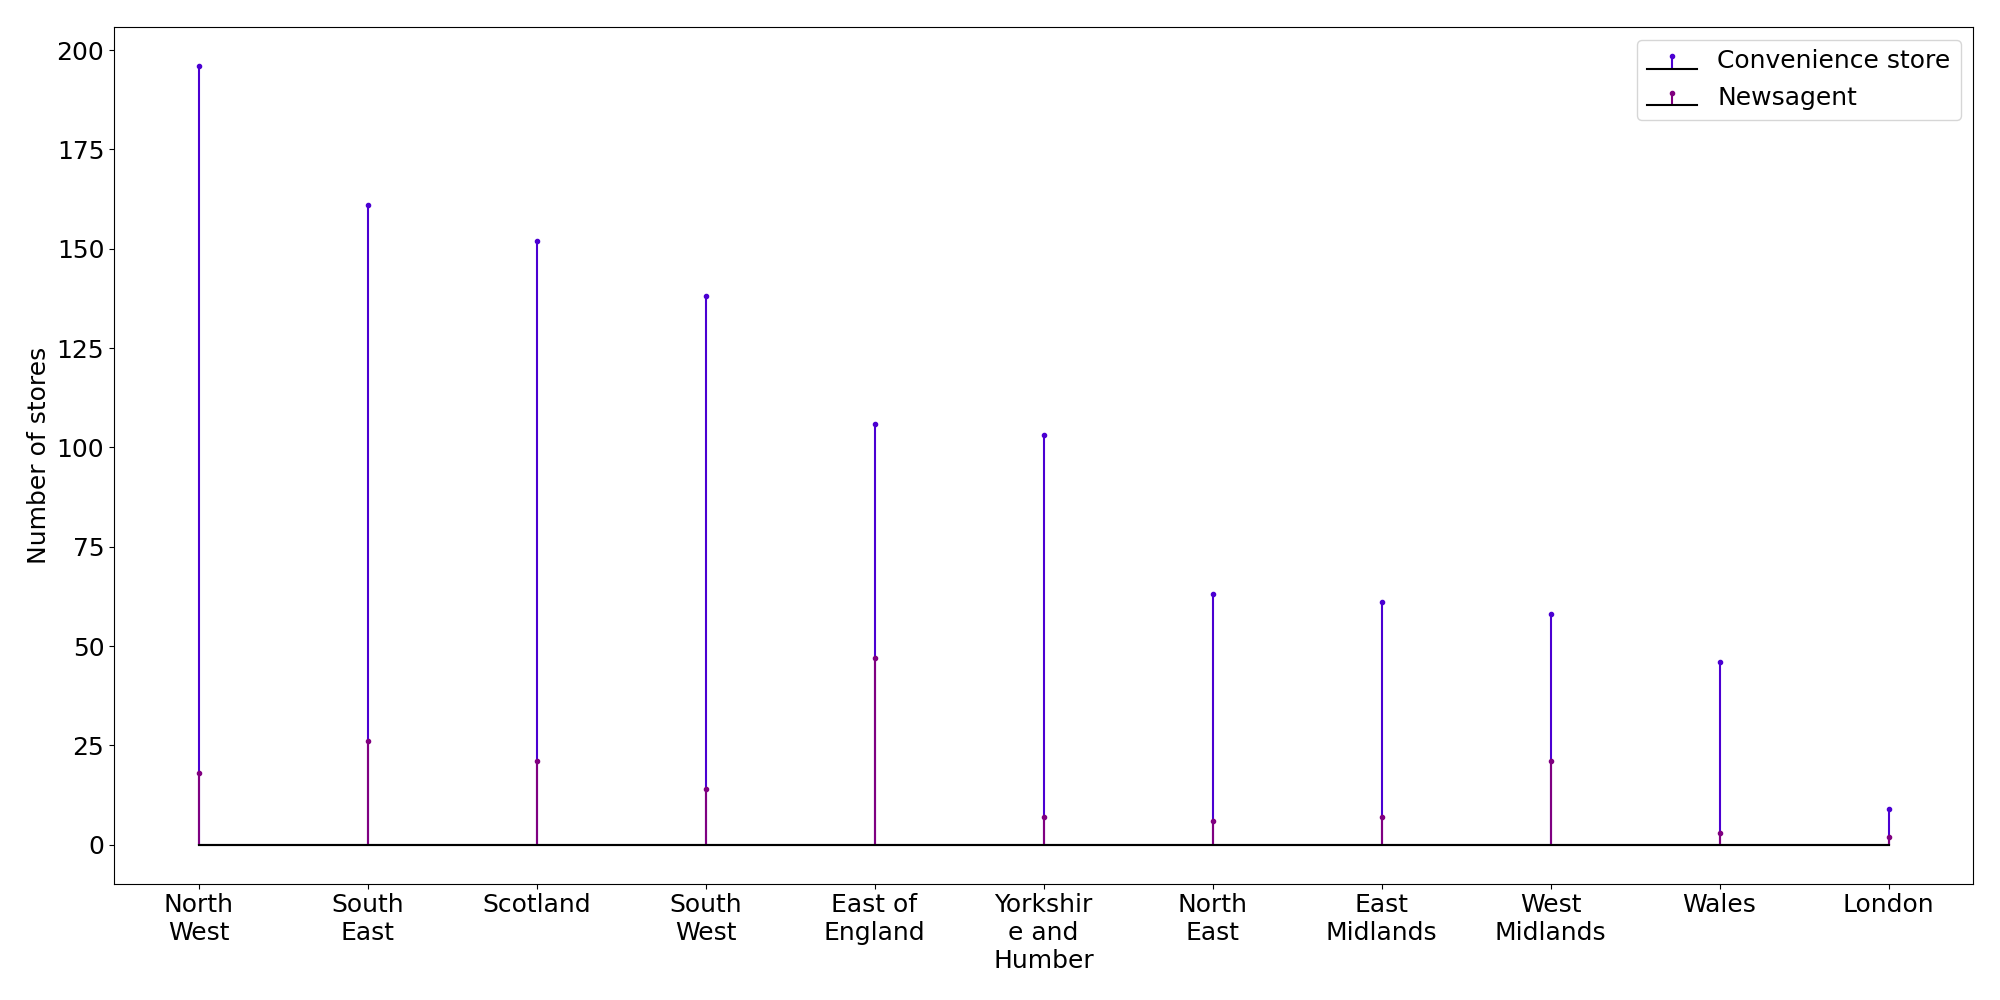 200
175
150
125
100
75
50
25
0
Number of stores
Convenience store
Newsagent
North
West
South
East
Scotland
South
West
East of
England
Yorkshir
e and
Humber
North
East
East
Midlands
West
Midlands
Wales
London